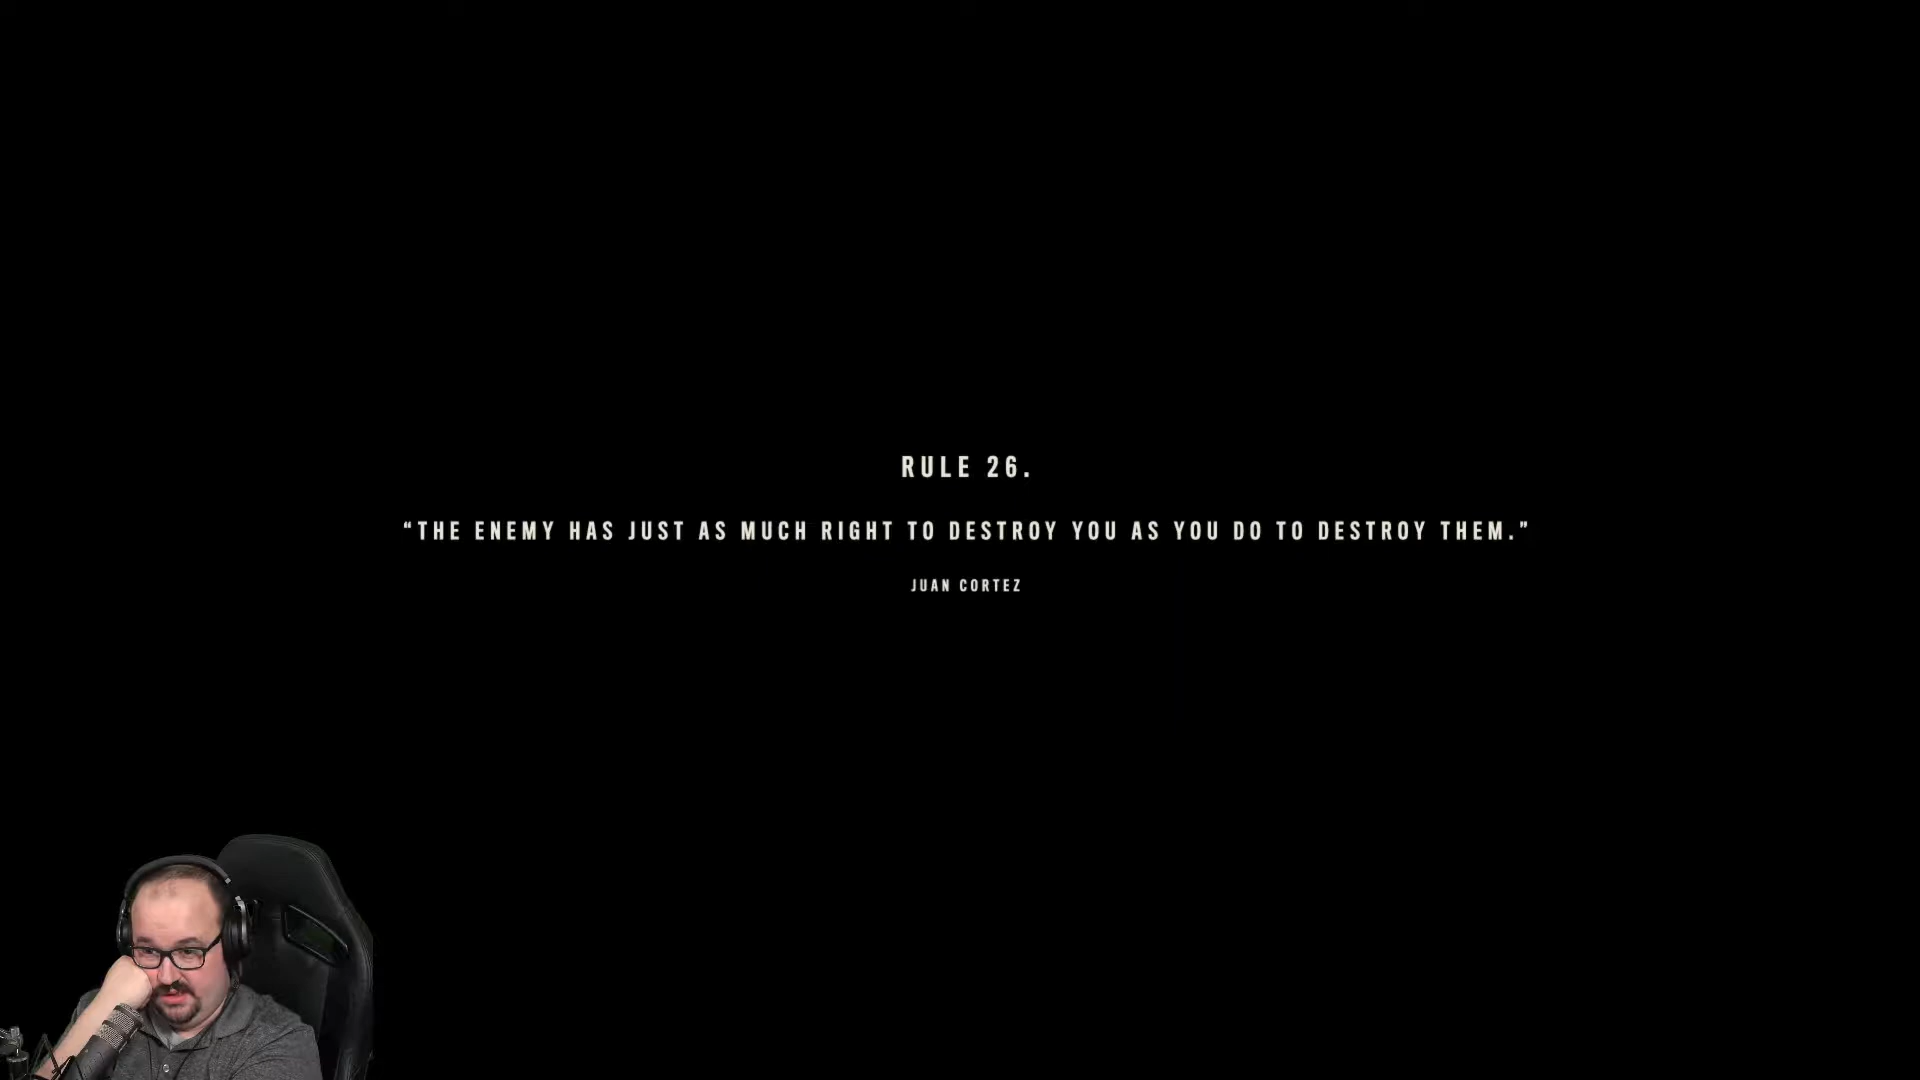 RULE 26.
“THE ENEMY HAS JUST AS MUCH RIGHT TO DESTROY YOU AS YOU DO TO DESTROY THEM.”
JUAN CORTEZ